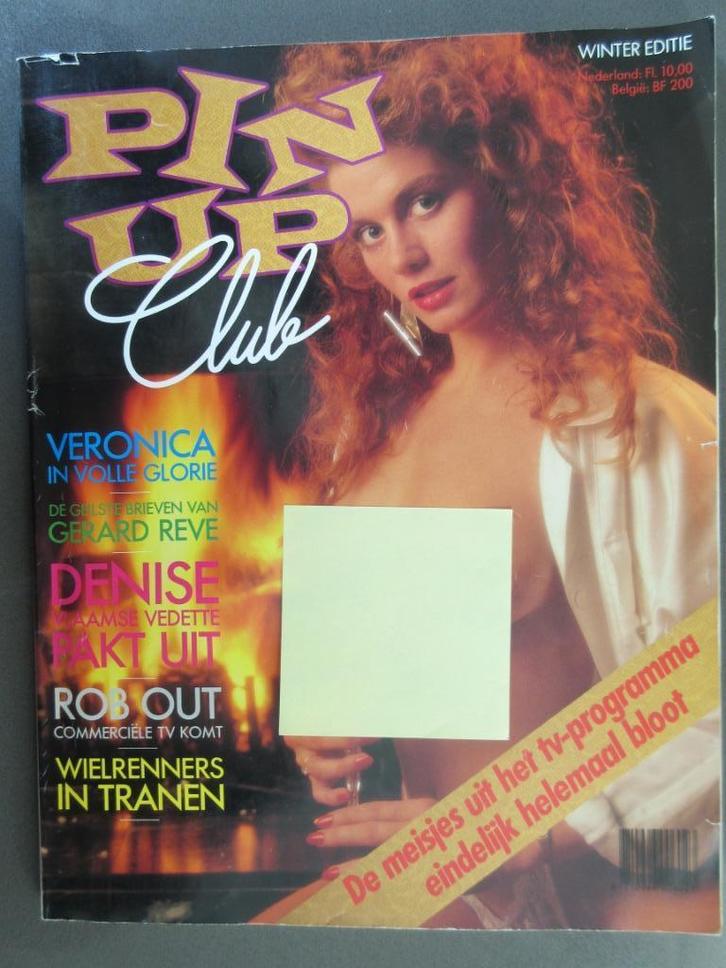 WINTER EDITIE
Nederland: Fl. 10,00
België: BF 200
PIN
UP
Club
VERONICA
IN VOLLE GLORIE
DE GEILSTE BRIEVEN VAN
GERARD REVE
DENISE
VLAAMSE VEDETTE
PAKT UIT
ROB OUT
COMMERCIËLE TV KOMT
WIELRENNERS
IN TRANEN
De meisjes uit het tv-programma
eindelijk helemaal bloot